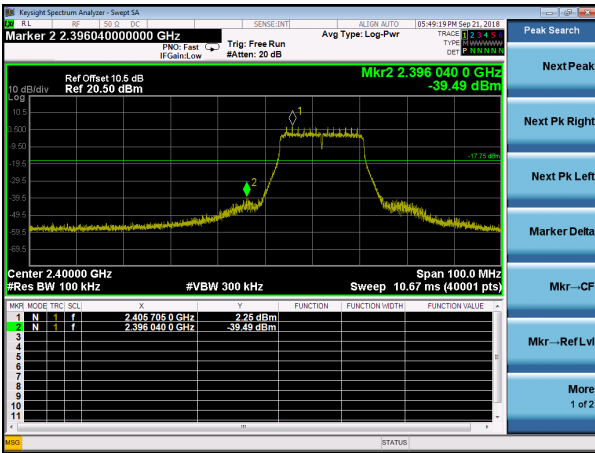 Keysight Spectrum Analyzer - Swept SA
RL RF 50 Ω DC SENSE:INT ALIGN AUTO 05:49:19 PM Sep 21, 2018
Marker 2 2.396040000000 GHz
PNO: Fast
IFGain:Low
Trig: Free Run
#Atten: 20 dB
Avg Type: Log-Pwr
TRACE 1 2 3 4 5 6
TYPE M WWWWW
DET P N N N N N
Ref Offset 10.5 dB
10 dB/div Ref 20.50 dBm
Log
Mkr2 2.396 040 0 GHz
-39.49 dBm
10.5
0.500
-9.50
-19.5
-29.5
-39.5
-49.5
-59.5
-69.5
1
2
-17.75 dBm
Center 2.40000 GHz Span 100.0 MHz
#Res BW 100 kHz #VBW 300 kHz Sweep 10.67 ms (40001 pts)
MKR MODE TRC SCL X Y FUNCTION FUNCTION WIDTH FUNCTION VALUE
1 N 1 f 2.405 705 0 GHz 2.25 dBm
2 N 1 f 2.396 040 0 GHz -39.49 dBm
3
4
5
6
7
8
9
10
11
MSG STATUS
Peak Search
Next Peak
Next Pk Right
Next Pk Left
Marker Delta
Mkr→CF
Mkr→Ref Lvl
More
1 of 2